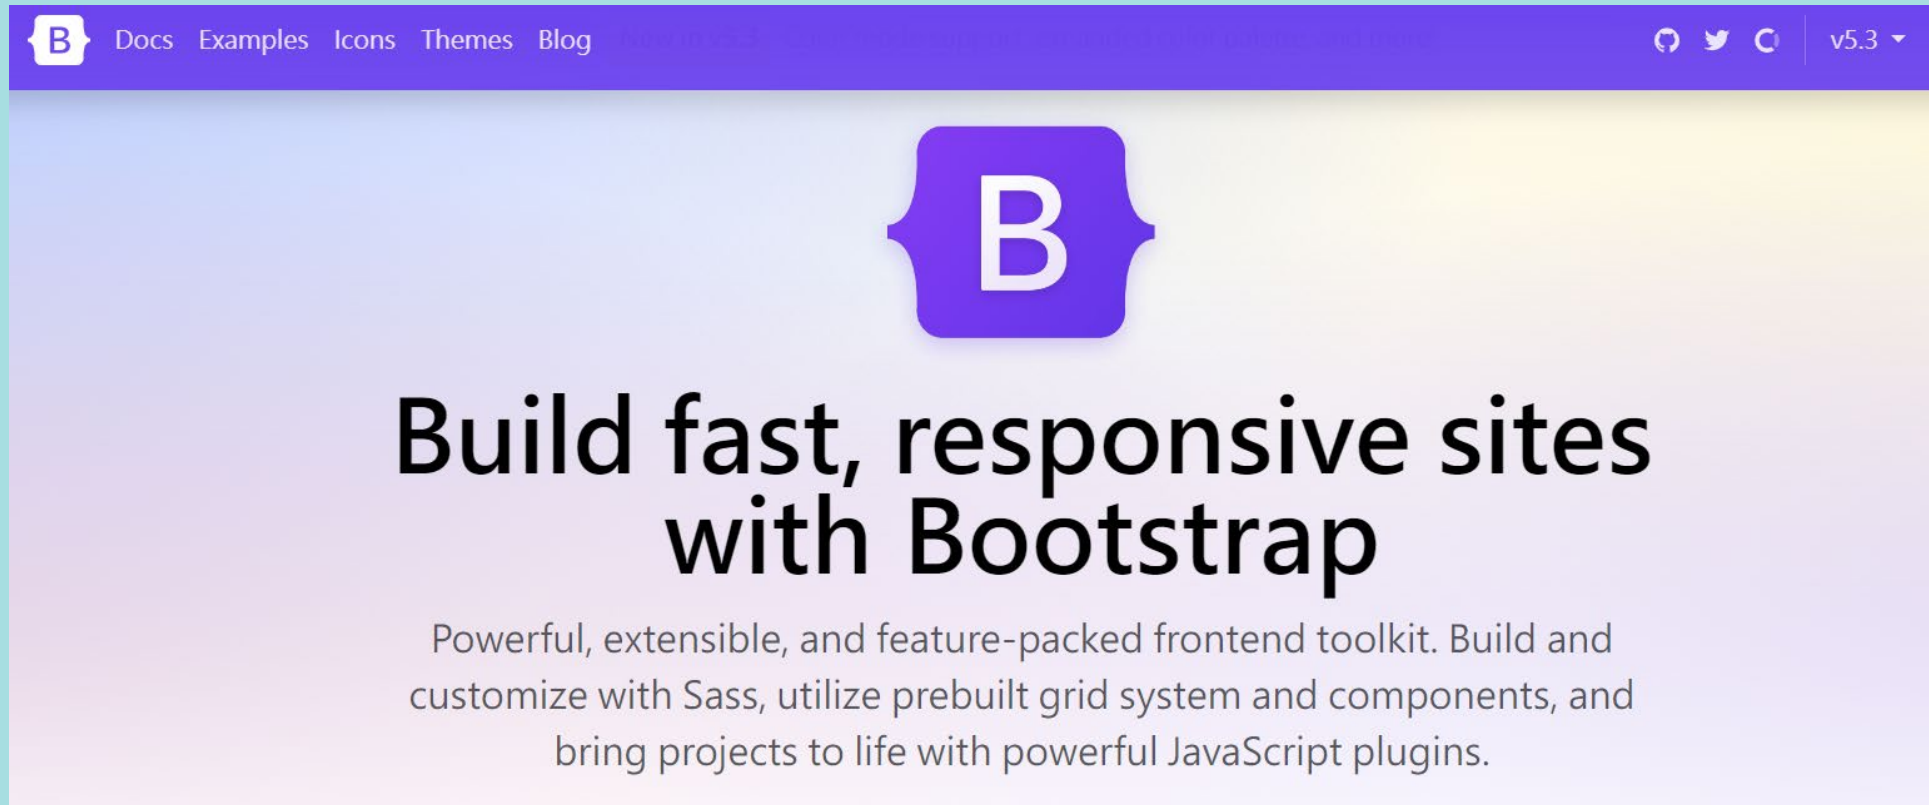 B Docs Examples Icons Themes Blog v5.3
B
Build fast, responsive sites
with Bootstrap
Powerful, extensible, and feature-packed frontend toolkit. Build and
customize with Sass, utilize prebuilt grid system and components, and
bring projects to life with powerful JavaScript plugins.